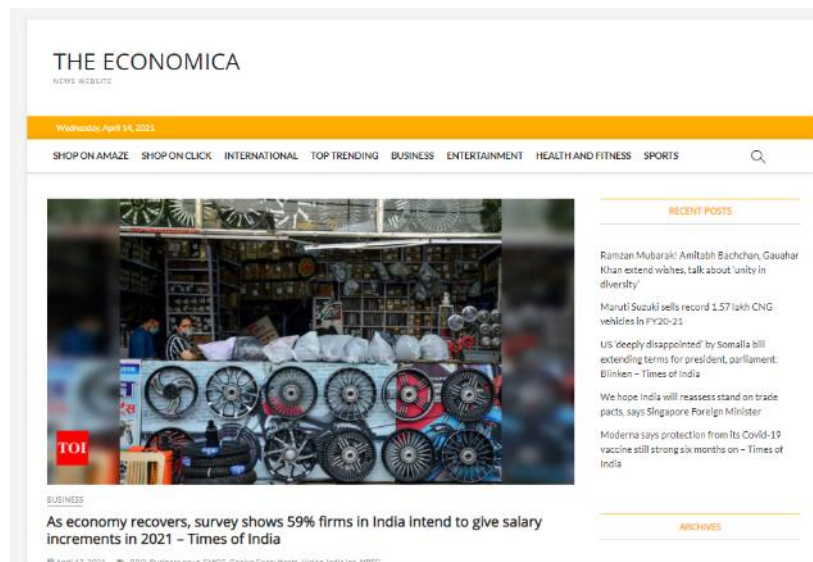 THE ECONOMICA
NEWS WEBSITE
Wednesday, April 14, 2021
SHOP ON AMAZE SHOP ON CLICK INTERNATIONAL TOP TRENDING BUSINESS ENTERTAINMENT HEALTH AND FITNESS SPORTS
TOI
BUSINESS
As economy recovers, survey shows 59% firms in India intend to give salary
increments in 2021 – Times of India
RECENT POSTS
Ramzan Mubarak! Amitabh Bachchan, Gauahar
Khan extend wishes, talk about 'unity in
diversity'
Maruti Suzuki sells record 1.57 lakh CNG
vehicles in FY20-21
US 'deeply disappointed' by Somalia bill
extending terms for president, parliament:
Blinken – Times of India
We hope India will reassess stand on trade
pacts, says Singapore Foreign Minister
Moderna says protection from its Covid-19
vaccine still strong six months on – Times of
India
ARCHIVES